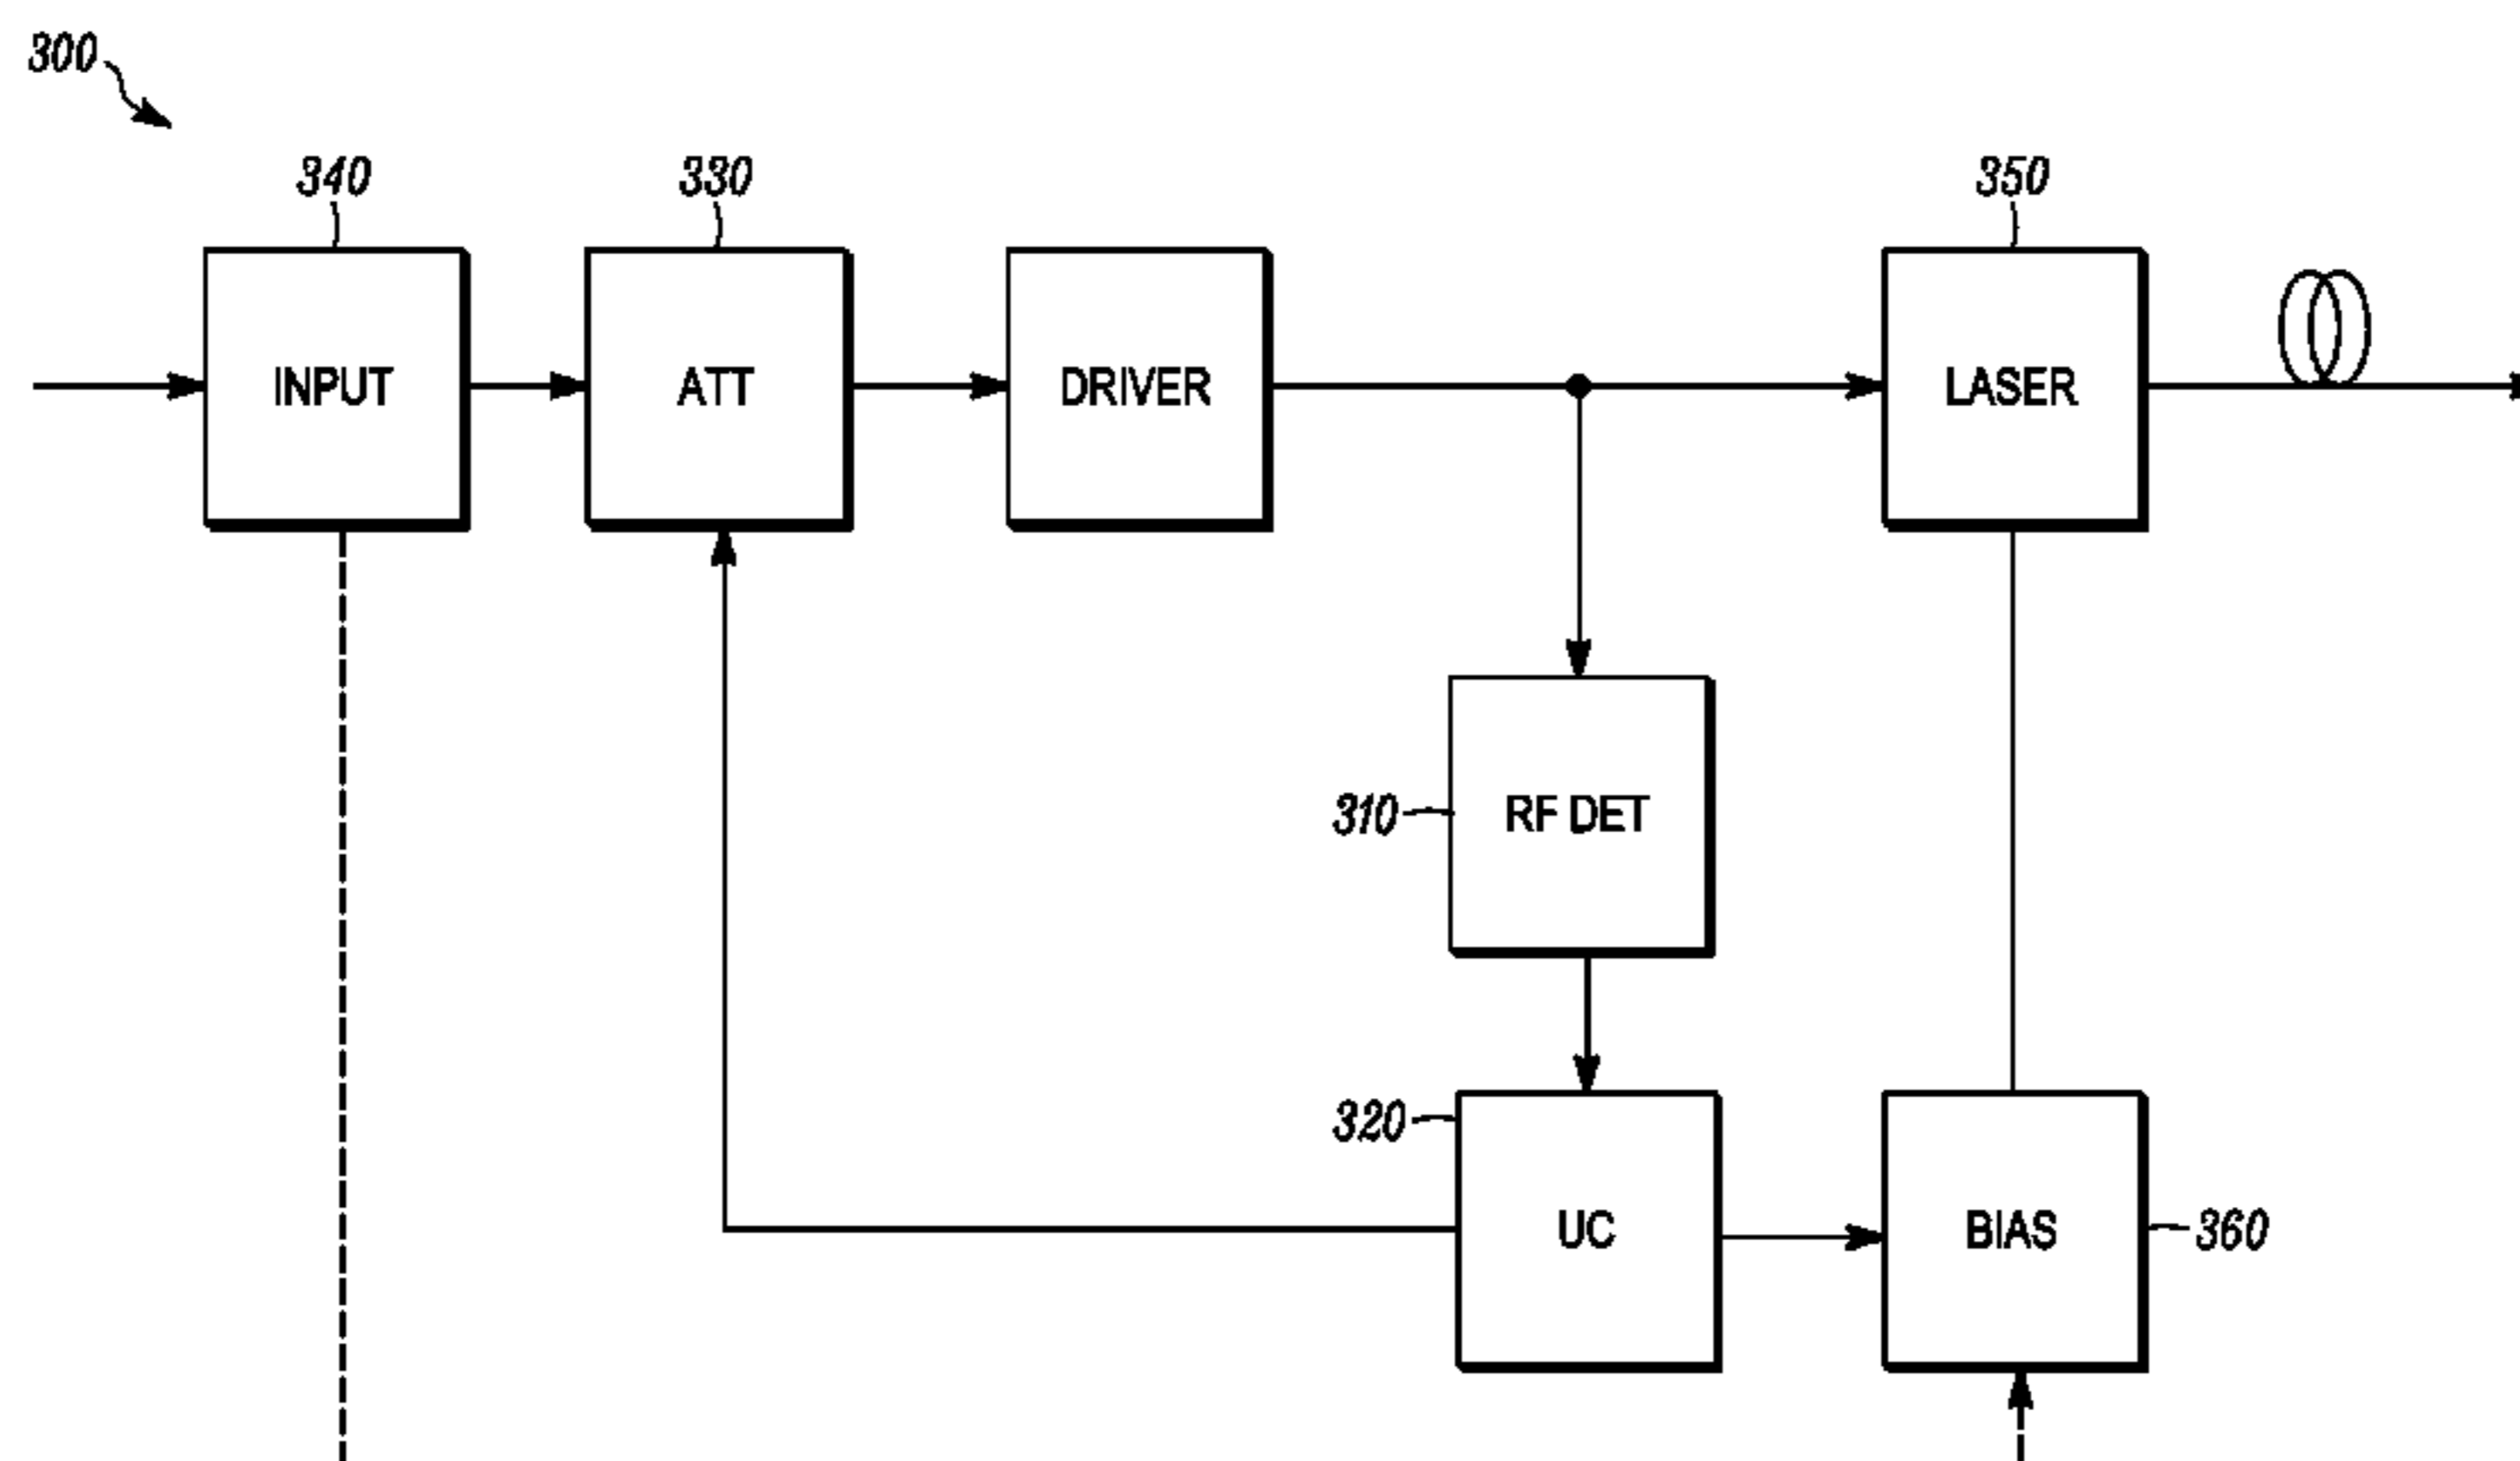 300
340
330
350
INPUT
ATT
DRIVER
LASER
310
RF DET
320
UC
BIAS
360